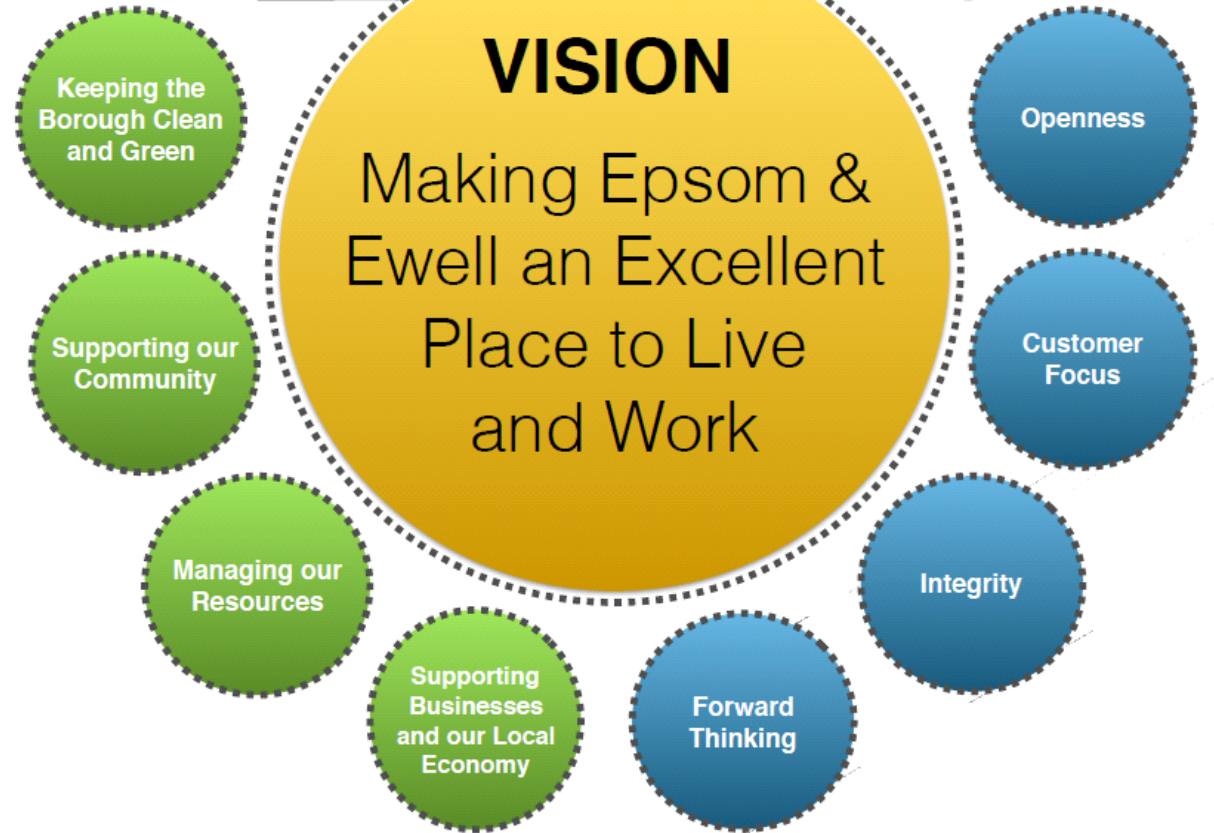 VISION
Making Epsom &
Ewell an Excellent
Place to Live
and Work
Keeping the
Borough Clean
and Green
Supporting our
Community
Managing our
Resources
Supporting
Businesses
and our Local
Economy
Forward
Thinking
Integrity
Customer
Focus
Openness